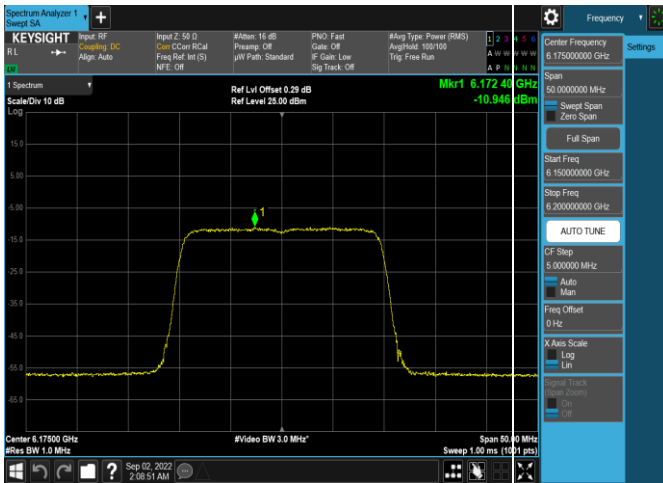 Spectrum Analyzer 1
Swept SA
Frequency
KEYSIGHT
RL
LV
Input: RF
Coupling: DC
Align: Auto
Input Z: 50 Ω
Corr CCorr RCal
Freq Ref: Int (S)
NFE: Off
#Atten: 16 dB
Preamp: Off
µW Path: Standard
PNO: Fast
Gate: Off
IF Gain: Low
Sig Track: Off
#Avg Type: Power (RMS)
Avg|Hold: 100/100
Trig: Free Run
1 2 3 4 5 6
A W W W W W
A P N N N N
1 Spectrum
Scale/Div 10 dB
Log
Ref Lvl Offset 0.29 dB
Ref Level 25.00 dBm
Mkr1 6.172 40 GHz
-10.946 dBm
15.0
5.00
-5.00
-15.0
-25.0
-35.0
-45.0
-55.0
-65.0
1
Center 6.17500 GHz
#Res BW 1.0 MHz
#Video BW 3.0 MHz*
Span 50.00 MHz
Sweep 1.00 ms (1001 pts)
Sep 02, 2022
2:08:51 AM
Center Frequency
6.175000000 GHz
Span
50.0000000 MHz
Swept Span
Zero Span
Full Span
Start Freq
6.150000000 GHz
Stop Freq
6.200000000 GHz
AUTO TUNE
CF Step
5.000000 MHz
Auto
Man
Freq Offset
0 Hz
X Axis Scale
Log
Lin
Signal Track
(Span Zoom)
On
Off
Settings